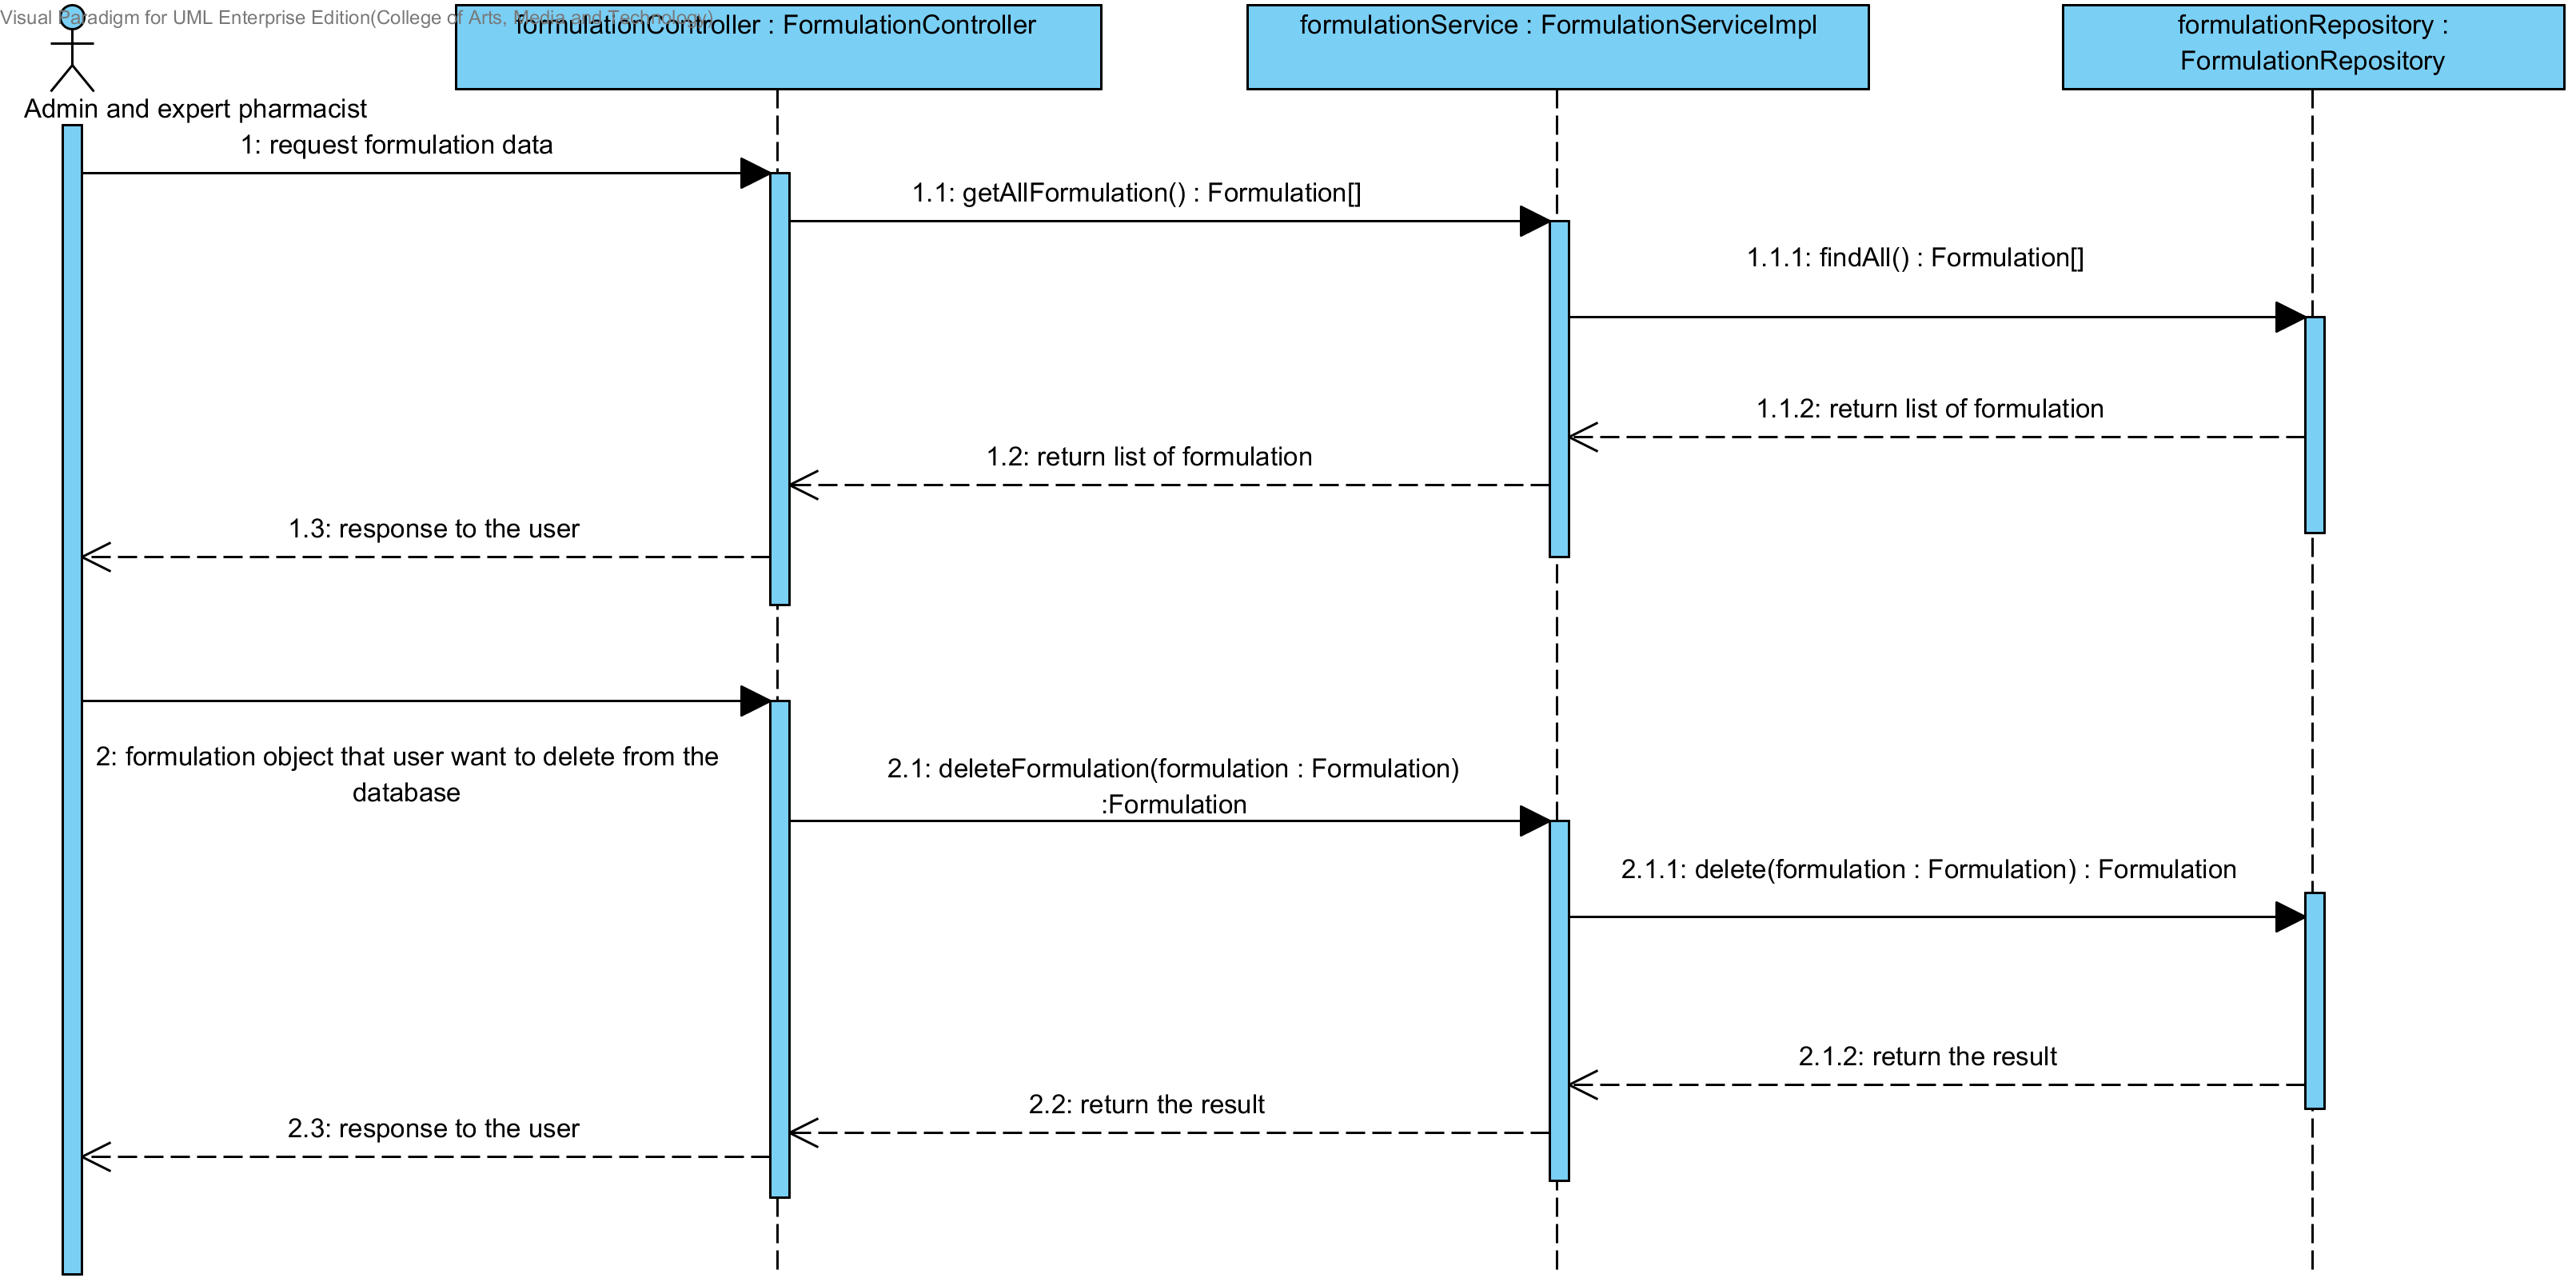 Visual Paradigm for UML Enterprise Edition(College of Arts, Media and Technology)
formulationController : FormulationController
formulationService : FormulationServiceImpl
formulationRepository :
FormulationRepository
Admin and expert pharmacist
1: request formulation data
1.1: getAllFormulation() : Formulation[]
1.1.1: findAll() : Formulation[]
1.1.2: return list of formulation
1.2: return list of formulation
1.3: response to the user
2: formulation object that user want to delete from the
database
2.1: deleteFormulation(formulation : Formulation)
:Formulation
2.1.1: delete(formulation : Formulation) : Formulation
2.1.2: return the result
2.2: return the result
2.3: response to the user